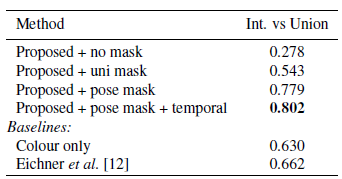 Method Int. vs Union
Proposed + no mask 0.278
Proposed + uni mask 0.543
Proposed + pose mask 0.779
Proposed + pose mask + temporal 0.802
Baselines:
Colour only 0.630
Eichner et al. [12] 0.662